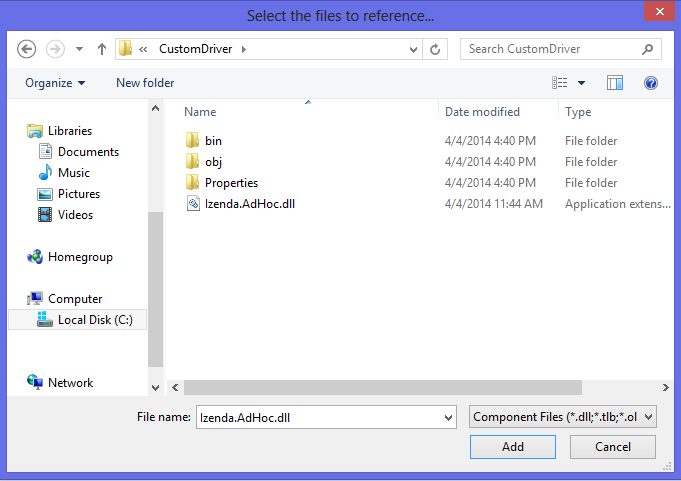 Select the files to reference...
« CustomDriver
Search CustomDriver
Organize New folder
Name Date modified Type
Libraries
Documents
Music
Pictures
Videos
Homegroup
Computer
Local Disk (C:)
Network
bin 4/4/2014 4:40 PM File folder
obj 4/4/2014 4:40 PM File folder
Properties 4/4/2014 4:40 PM File folder
Izenda.AdHoc.dll 4/4/2014 11:44 AM Application extens...
File name: Izenda.AdHoc.dll Component Files (*.dll;*.tlb;*.ol
Add Cancel